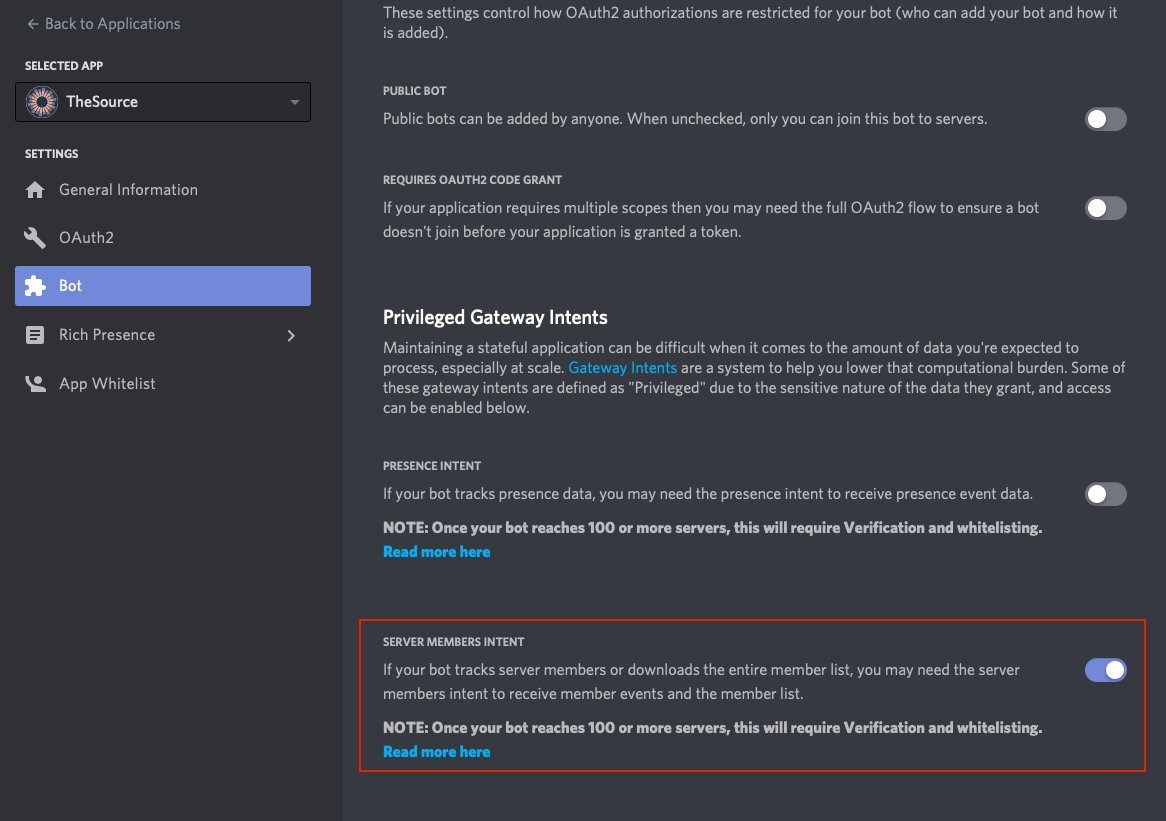 ← Back to Applications
SELECTED APP
TheSource
SETTINGS
General Information
OAuth2
Bot
Rich Presence
App Whitelist
These settings control how OAuth2 authorizations are restricted for your bot (who can add your bot and how it
is added).
PUBLIC BOT
Public bots can be added by anyone. When unchecked, only you can join this bot to servers.
REQUIRES OAUTH2 CODE GRANT
If your application requires multiple scopes then you may need the full OAuth2 flow to ensure a bot
doesn't join before your application is granted a token.
Privileged Gateway Intents
Maintaining a stateful application can be difficult when it comes to the amount of data you're expected to
process, especially at scale. Gateway Intents are a system to help you lower that computational burden. Some of
these gateway intents are defined as "Privileged" due to the sensitive nature of the data they grant, and access
can be enabled below.
PRESENCE INTENT
If your bot tracks presence data, you may need the presence intent to receive presence event data.
NOTE: Once your bot reaches 100 or more servers, this will require Verification and whitelisting.
Read more here
SERVER MEMBERS INTENT
If your bot tracks server members or downloads the entire member list, you may need the server
members intent to receive member events and the member list.
NOTE: Once your bot reaches 100 or more servers, this will require Verification and whitelisting.
Read more here